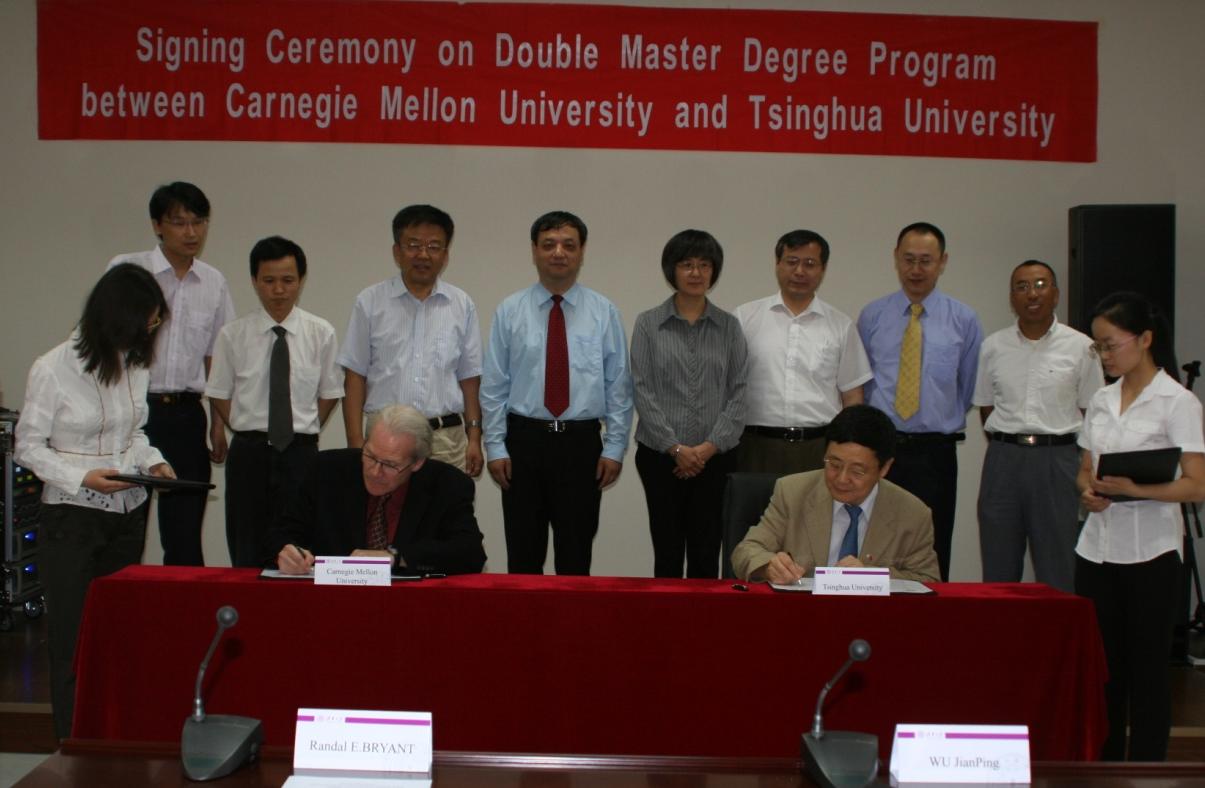 Signing Ceremony on Double Master Degree Program
between Carnegie Mellon University and Tsinghua University
Carnegie Mellon
University
Tsinghua University
Randal E.BRYANT
WU JianPing